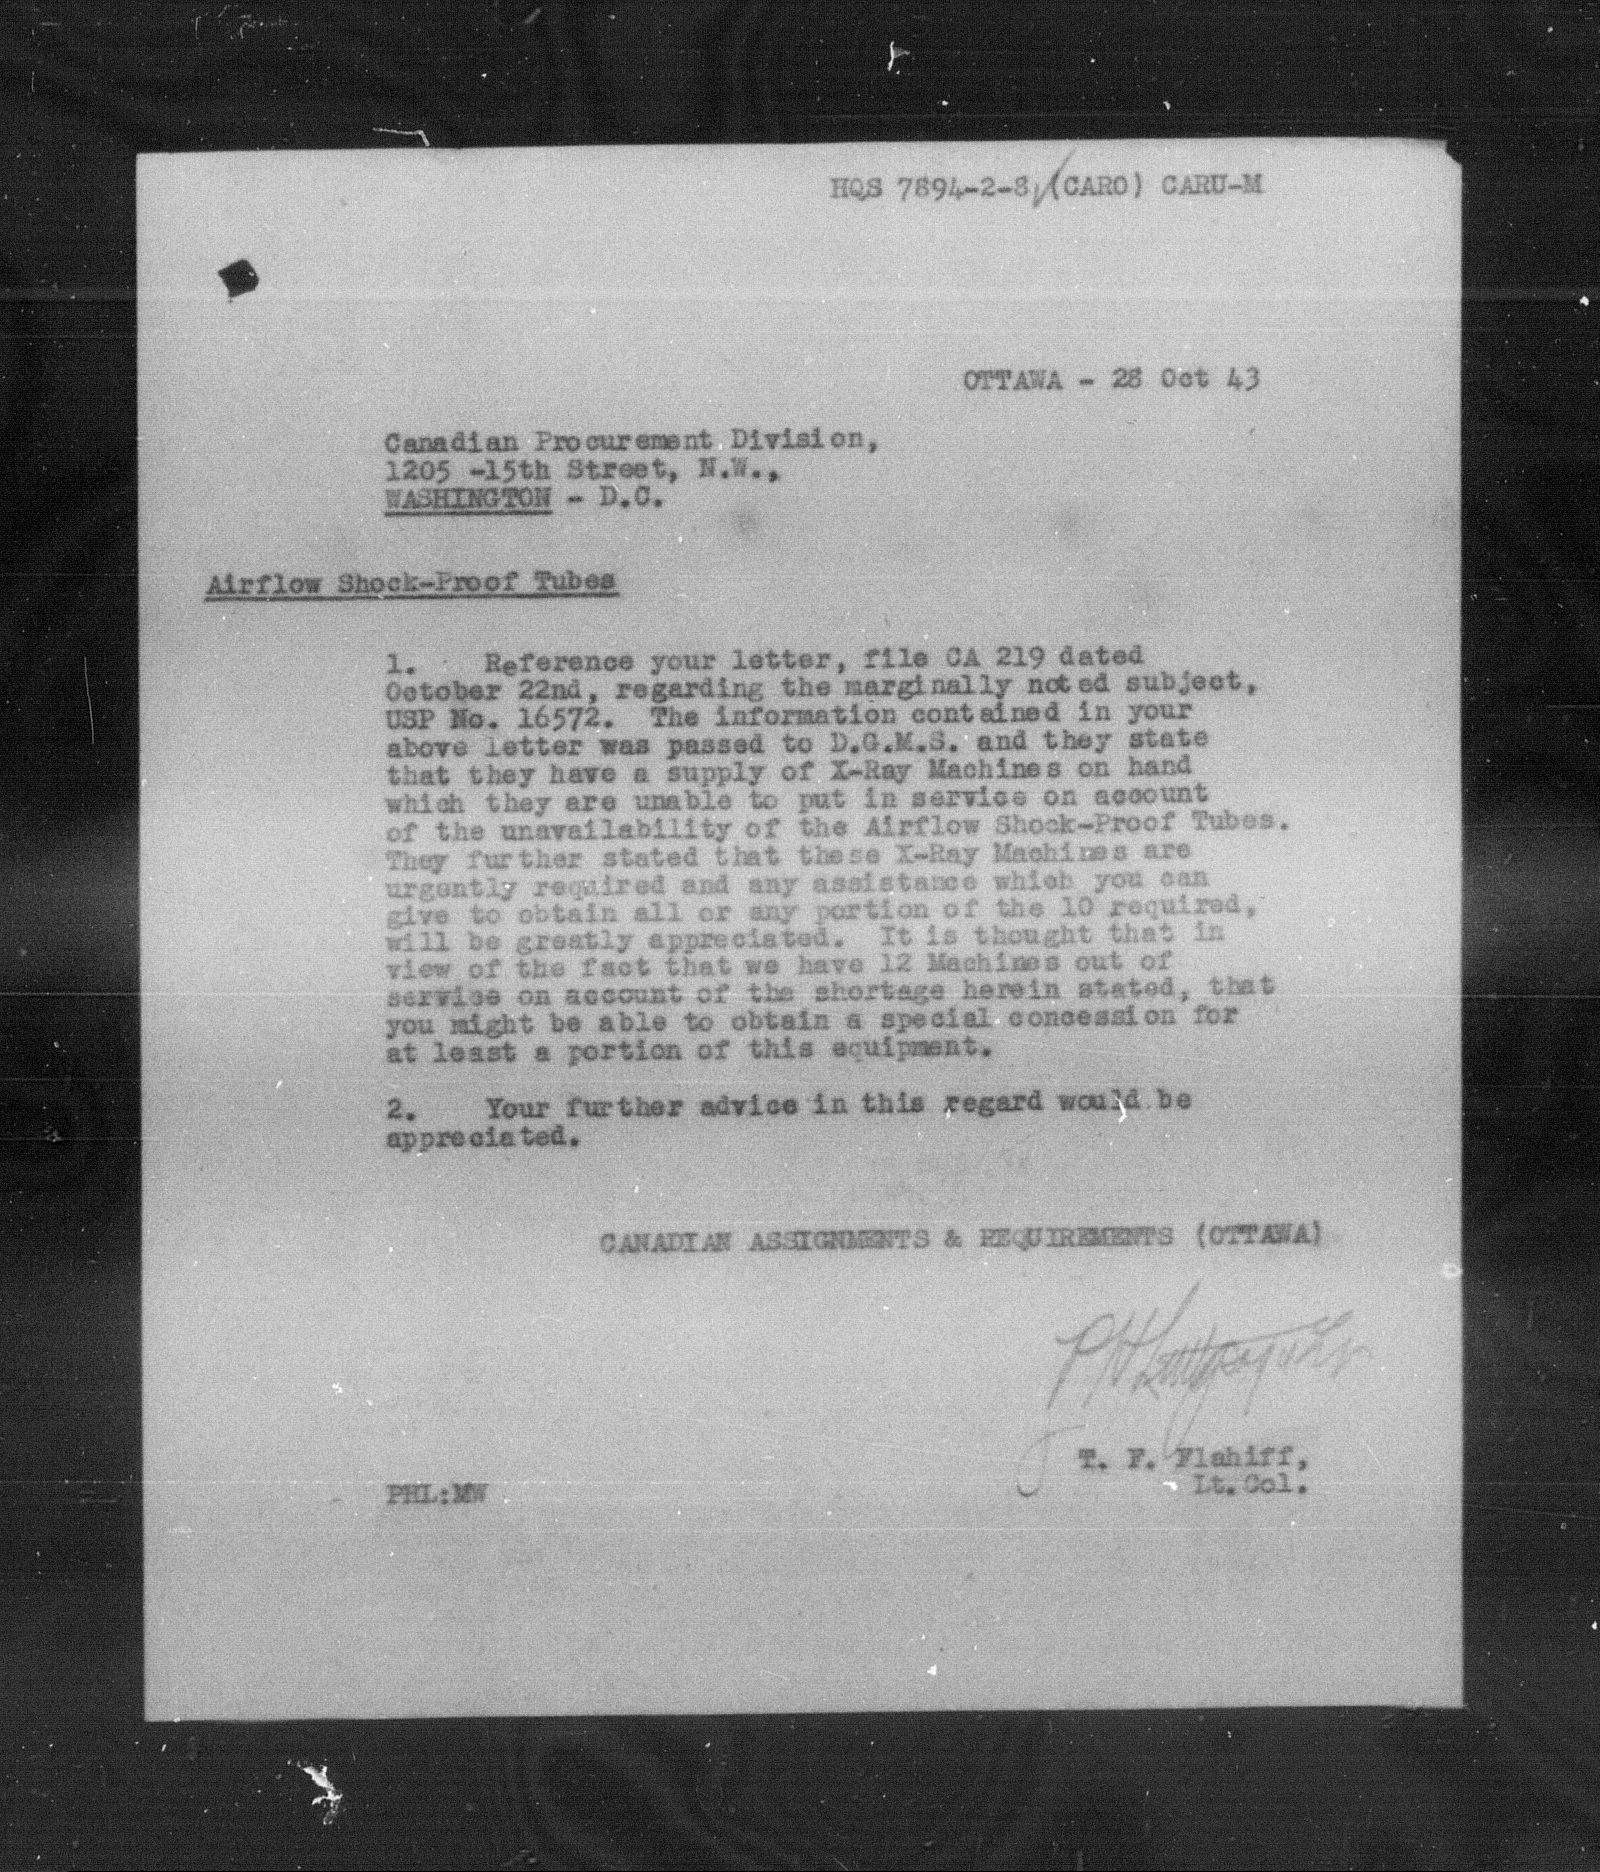 HQS 7894-2-8 (CARO) CARU-M
OTTAWA - 28 Oct 43
Canadian Procurement Division,
1205 -15th Street, N.W.,
WASHINGTON - D.C.
Airflow Shock-Proof Tubes
1. Reference your letter, file CA 219 dated
October 22nd, regarding the marginally noted subject,
USP No. 16572. The information contained in your
above letter was passed to D.G.M.S. and they state
that they have a supply of X-Ray Machines on hand
which they are unable to put in service on account
of the unavailability of the Airflow Shock-Proof Tubes.
They further stated that these X-Ray Machines are
urgently required and any assistance which you can
give to obtain all or any portion of the 10 required,
will be greatly appreciated. It is thought that in
view of the fact that we have 12 Machines out of
service on account of the shortage herein stated, that
you might be able to obtain a special concession for
at least a portion of this equipment.
2. Your further advice in this regard would be
appreciated.
CANADIAN ASSIGNMENTS & REQUIREMENTS (OTTAWA)
T. F. Flahiff,
Lt.Col.
PHL:MW